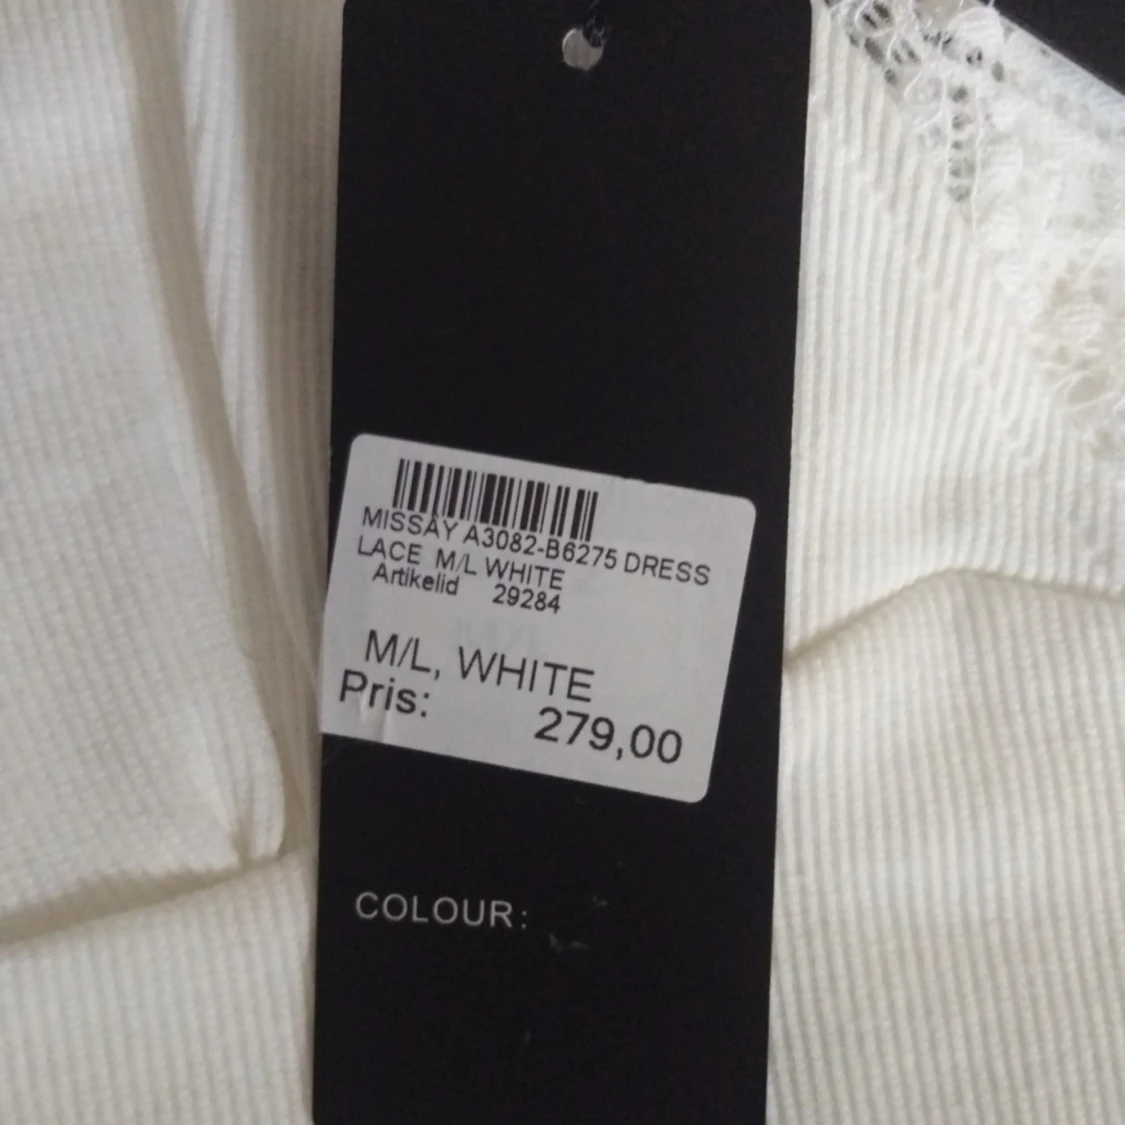 MISSAY A3082-B6275 DRESS
LACE M/L WHITE
Artikelid 29284
M/L, WHITE
Pris: 279,00
COLOUR: